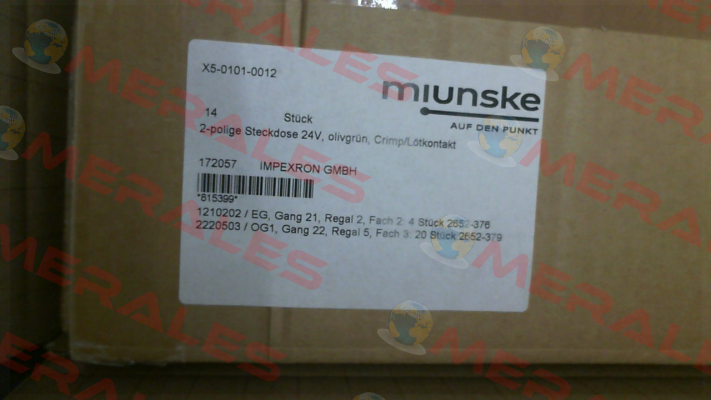 X5-0101-0012
miunske
AUF DEN PUNKT
14 Stück
2-polige Steckdose 24V, olivgrün, Crimp/Lötkontakt
172057 IMPEXRON GMBH
*815399*
1210202 / EG, Gang 21, Regal 2, Fach 2: 4 Stück 2652-376
2220503 / OG1, Gang 22, Regal 5, Fach 3: 20 Stück 2652-379
MERALES
MERALES
MERALES
MERALES
MERALES
MERALES